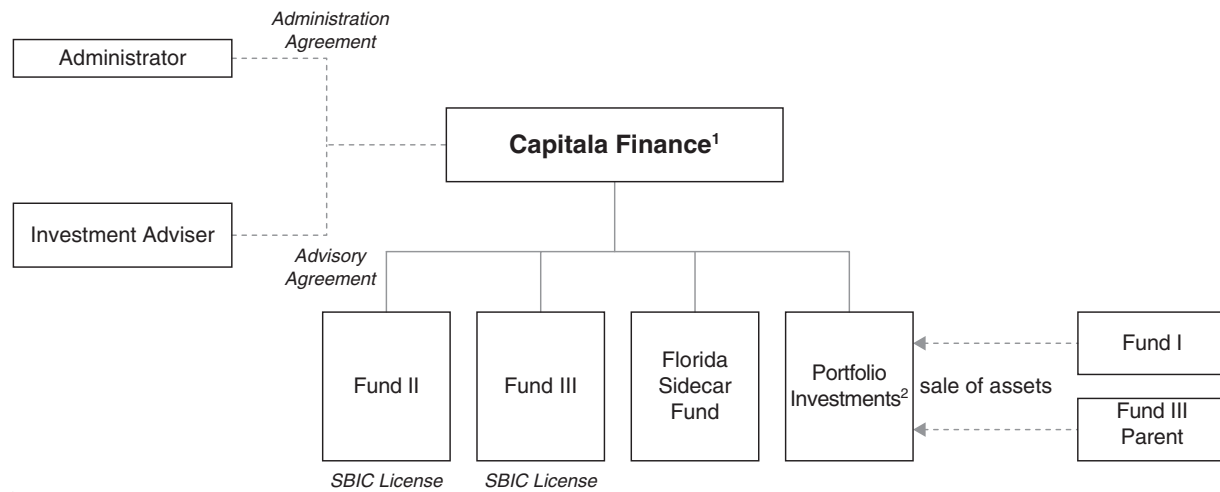 Administration
Agreement
Administrator
Capitala Finance¹
Investment Adviser
Advisory
Agreement
Fund II
Fund III
Florida
Sidecar
Fund
Portfolio
Investments²
sale of assets
Fund I
Fund III
Parent
SBIC License
SBIC License